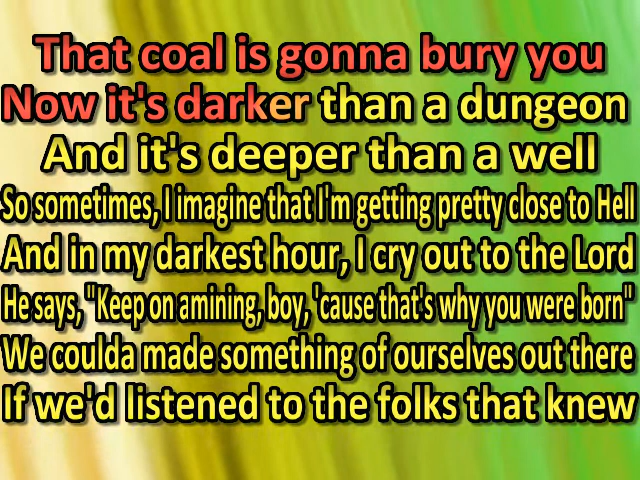 That coal is gonna bury you
Now it's darker than a dungeon
And it's deeper than a well
So sometimes, I imagine that I'm getting pretty close to Hell
And in my darkest hour, I cry out to the Lord
He says, "Keep on amining, boy, 'cause that's why you were born"
We coulda made something of ourselves out there
If we'd listened to the folks that knew